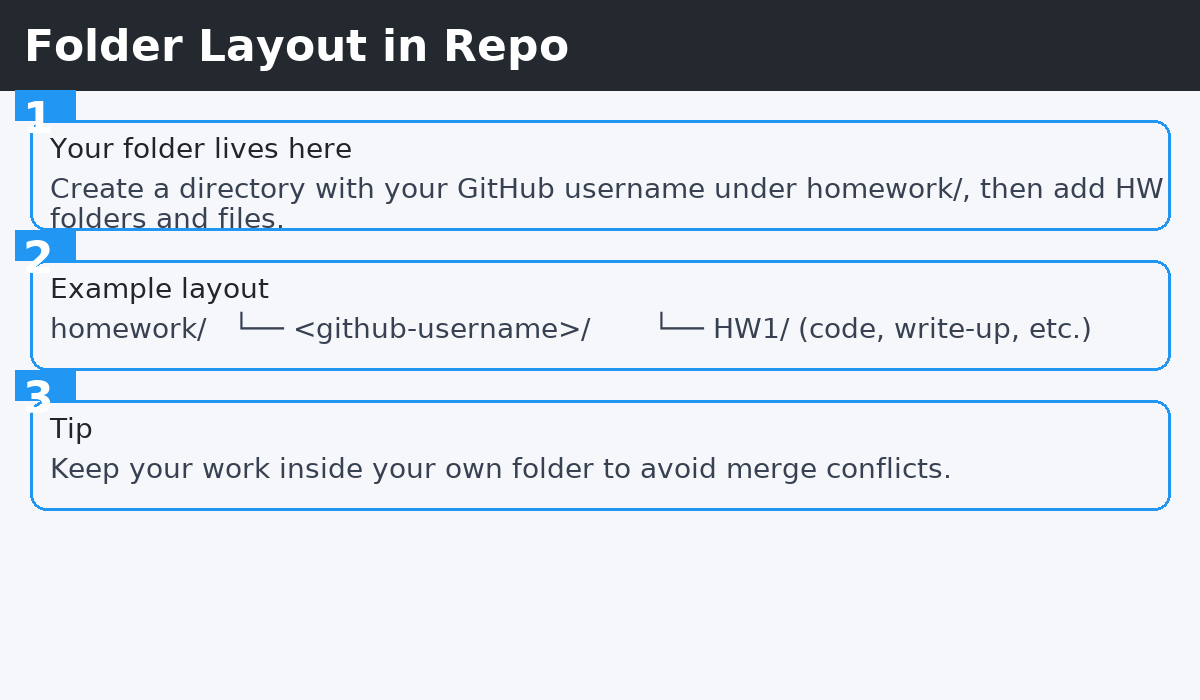 Folder Layout in Repo
1
Your folder lives here
Create a directory with your GitHub username under homework/, then add HW
folders and files.
2
Example layout
homework/   └── <github-username>/       └── HW1/ (code, write-up, etc.)
3
Tip
Keep your work inside your own folder to avoid merge conflicts.